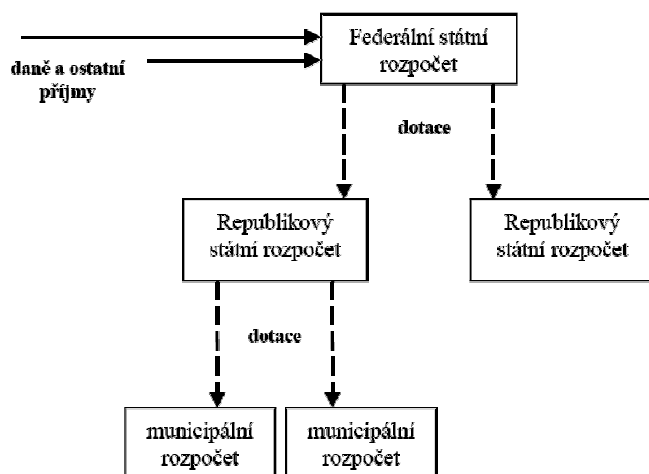 Federální státní
rozpočet
daně a ostatní
příjmy
dotace
Republikový
státní rozpočet
Republikový
státní rozpočet
dotace
municipální
rozpočet
municipální
rozpočet